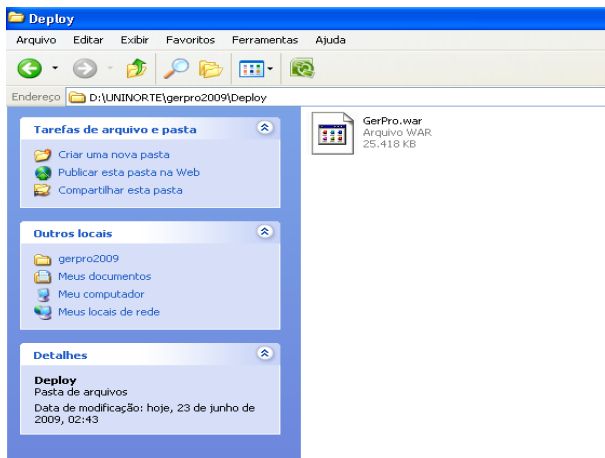 Deploy
Arquivo Editar Exibir Favoritos Ferramentas Ajuda
Endereço D:\UNINORTE\gerpro2009\Deploy
Tarefas de arquivo e pasta
Criar uma nova pasta
Publicar esta pasta na Web
Compartilhar esta pasta
Outros locais
gerpro2009
Meus documentos
Meu computador
Meus locais de rede
Detalhes
Deploy
Pasta de arquivos
Data de modificação: hoje, 23 de junho de
2009, 02:43
GerPro.war
Arquivo WAR
25.418 KB